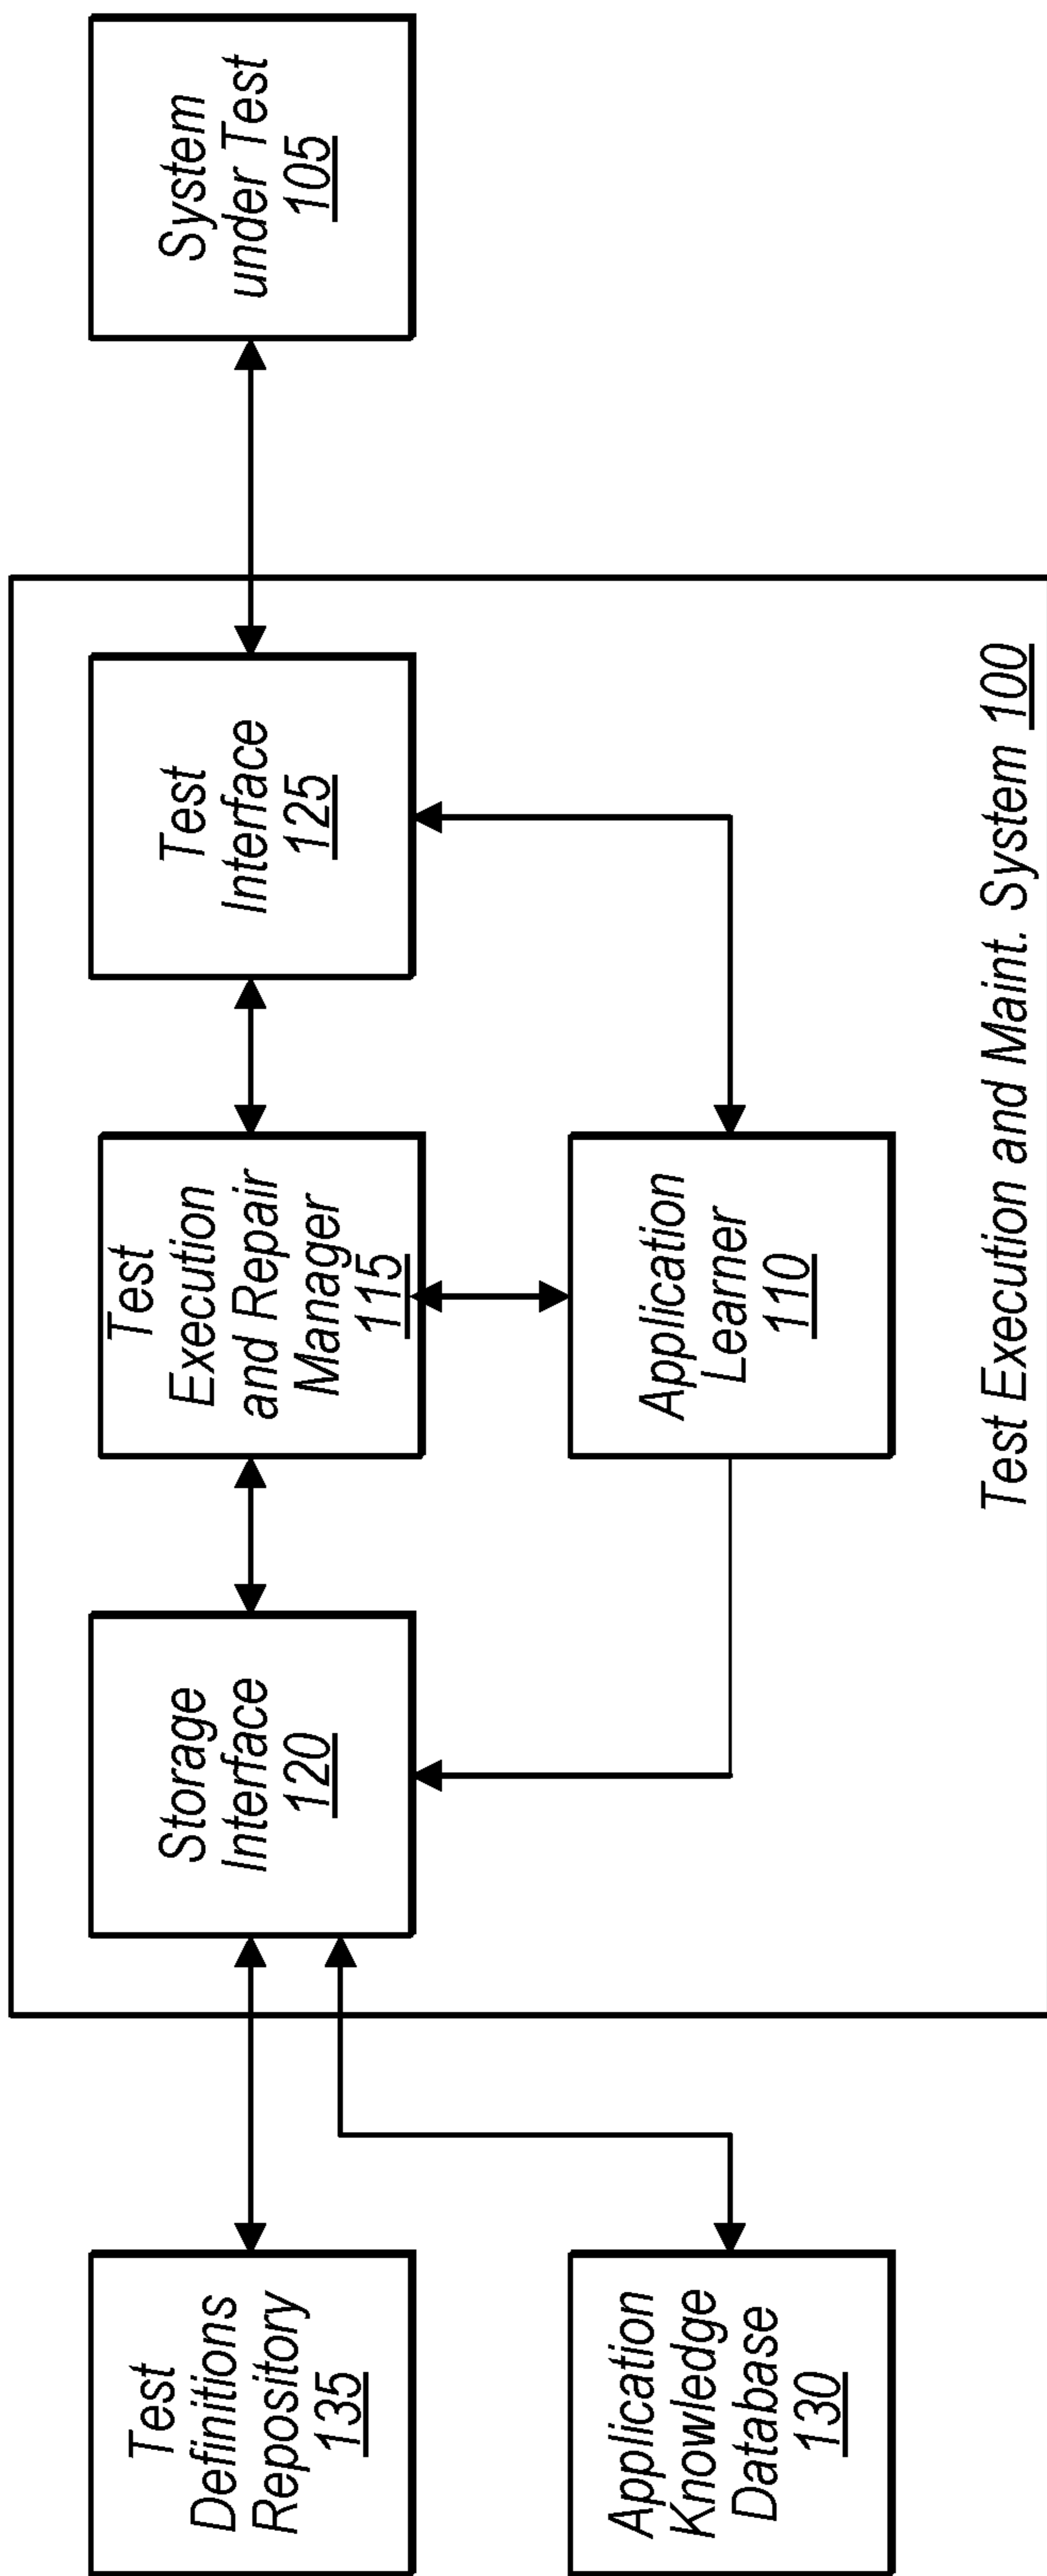 Test
Definitions
Repository
135
Storage
Interface
120
Test
Execution
and Repair
Manager
115
Test
Interface
125
System
under Test
105
Application
Knowledge
Database
130
Application
Learner
110
Test Execution and Maint. System 100